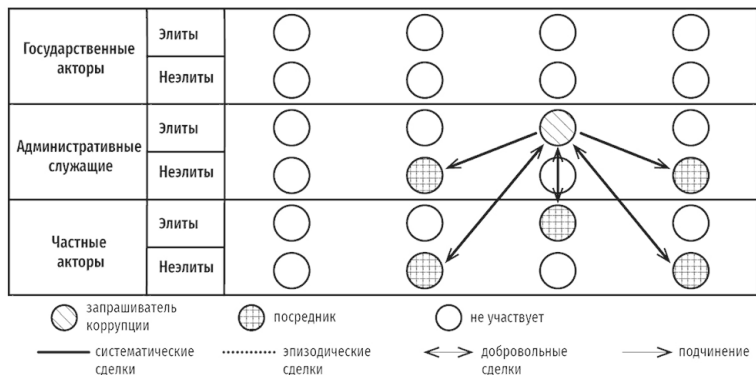 Государственные
акторы
Элиты
Неэлиты
Административные
служащие
Элиты
Неэлиты
Частные
акторы
Элиты
Неэлиты
запрашиватель
коррупции
посредник
не участвует
систематические
сделки
эпизодические
сделки
добровольные
сделки
подчинение